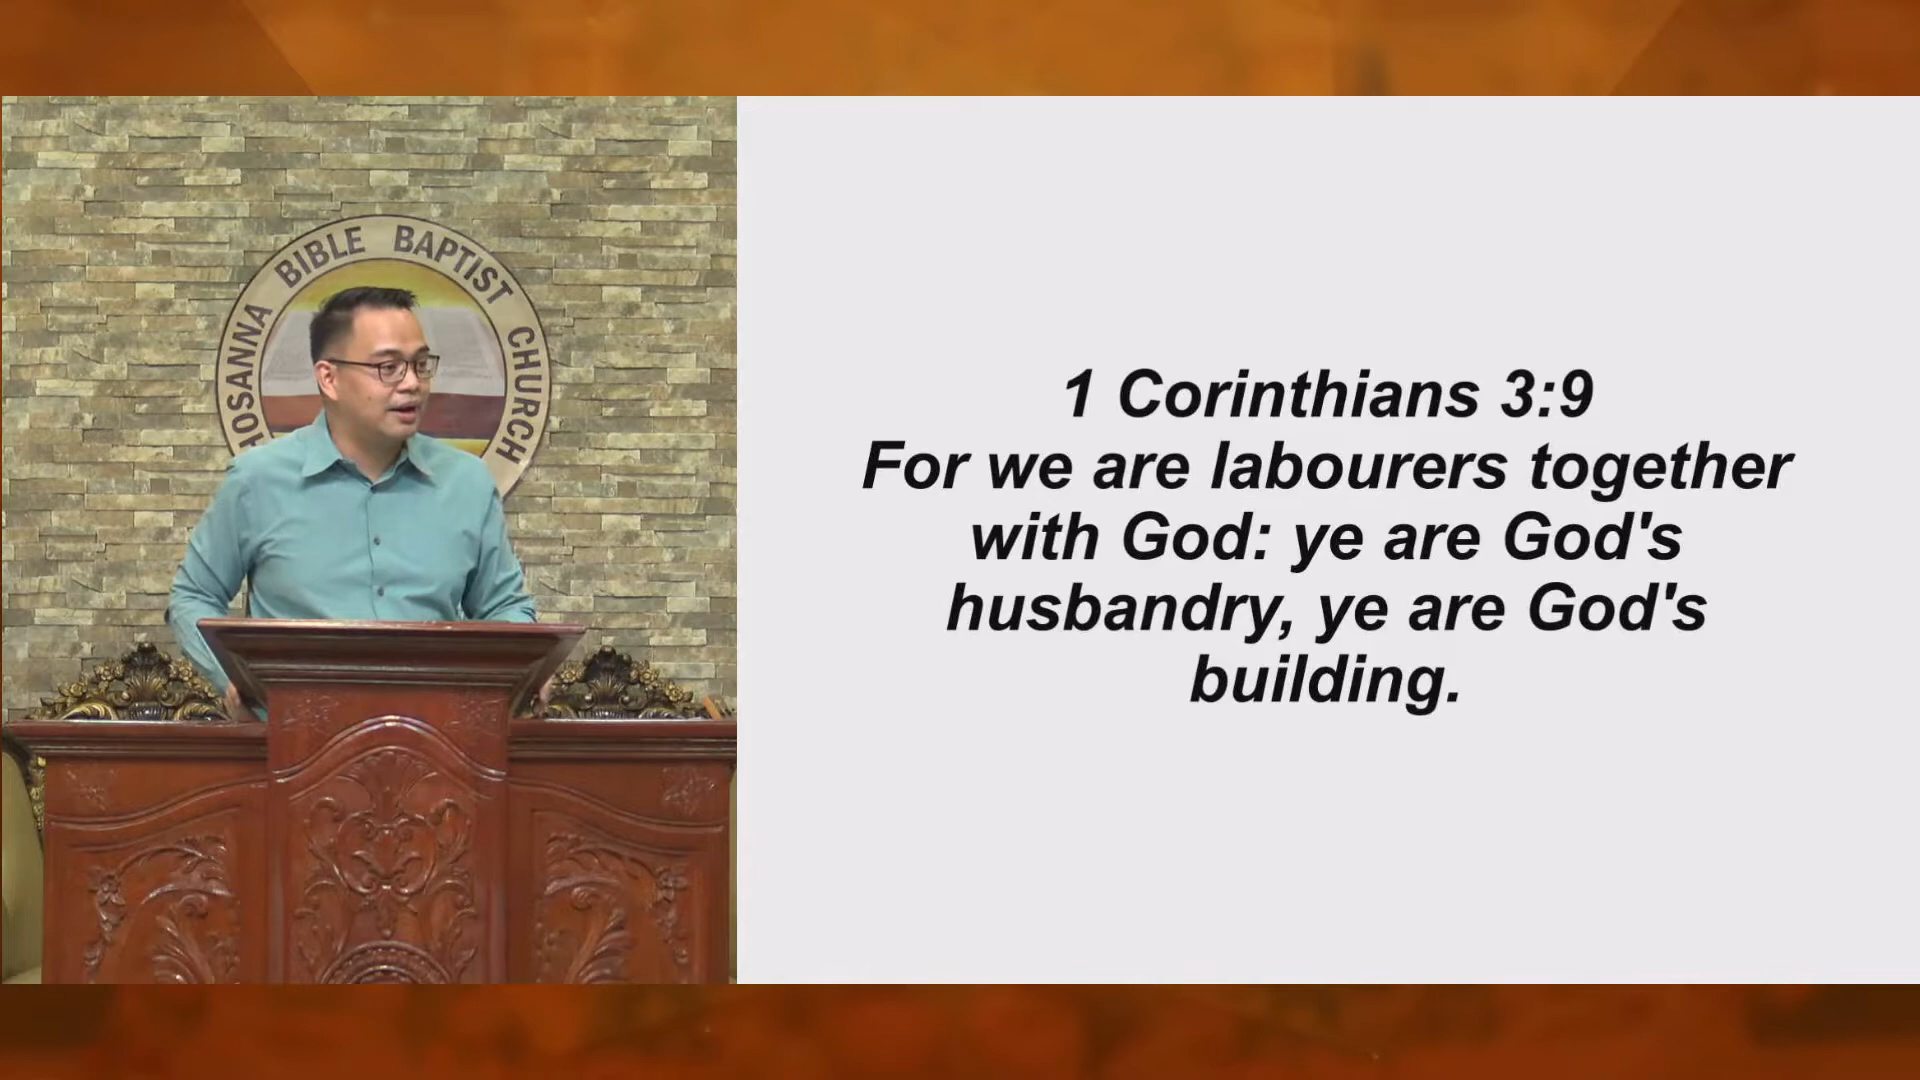 HOSANNA BIBLE BAPTIST CHURCH
1 Corinthians 3:9
For we are labourers together
with God: ye are God's
husbandry, ye are God's
building.